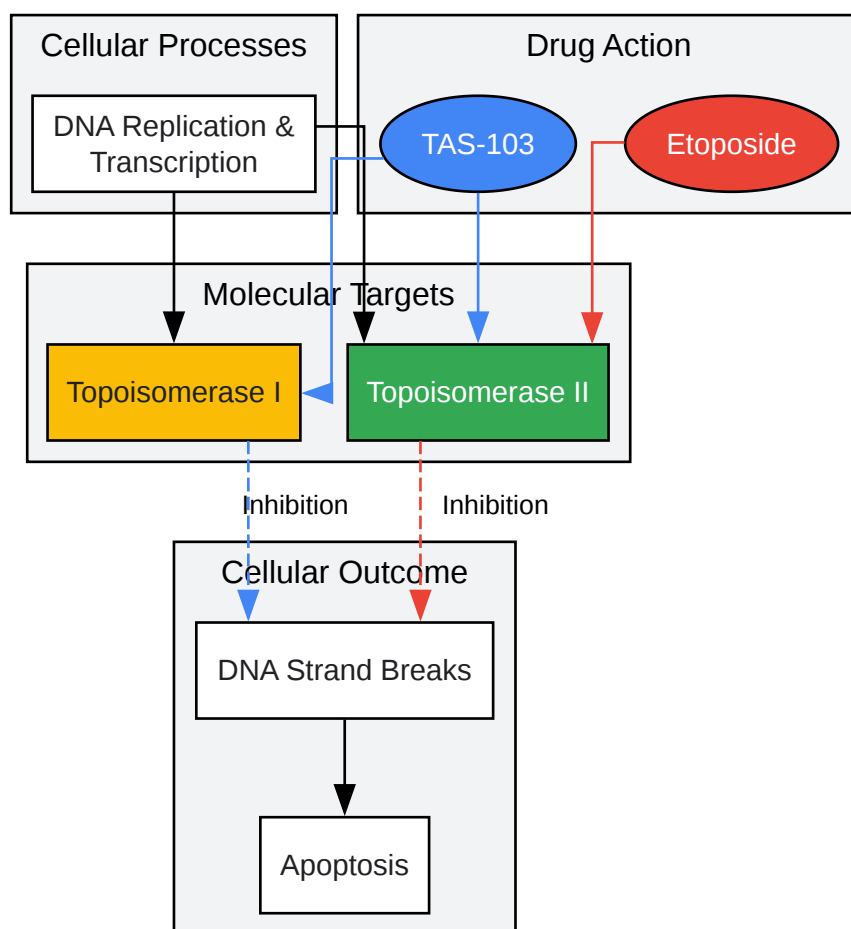 Cellular Processes
Drug Action
DNA Replication &
Transcription
TAS-103
Etoposide
Molecular Targets
Topoisomerase I
Topoisomerase II
Inhibition
Inhibition
Cellular Outcome
DNA Strand Breaks
Apoptosis